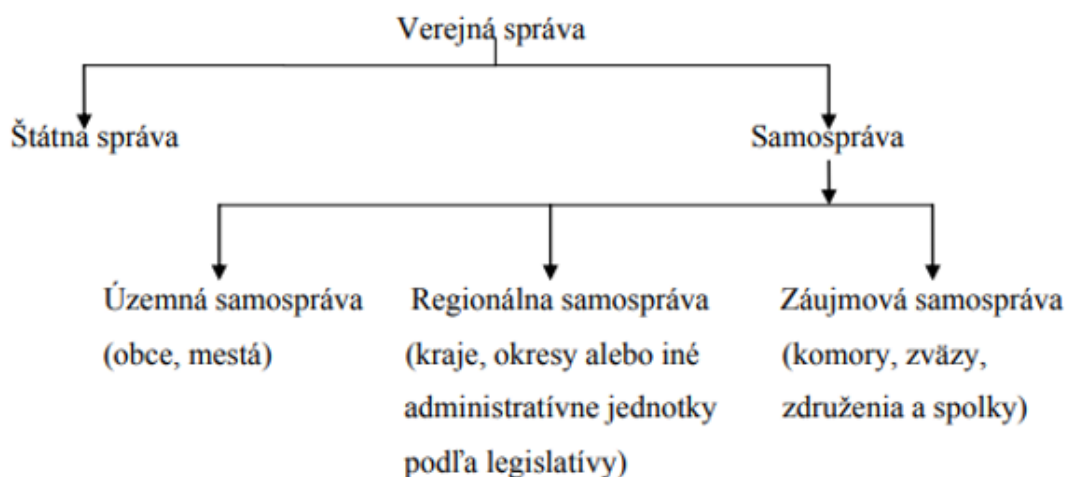 Verejná správa
Štátna správa
Samospráva
Územná samospráva
(obce, mestá)
Regionálna samospráva
(kraje, okresy alebo iné
administratívne jednotky
podľa legislatívy)
Záujmová samospráva
(komory, zväzy,
združenia a spolky)